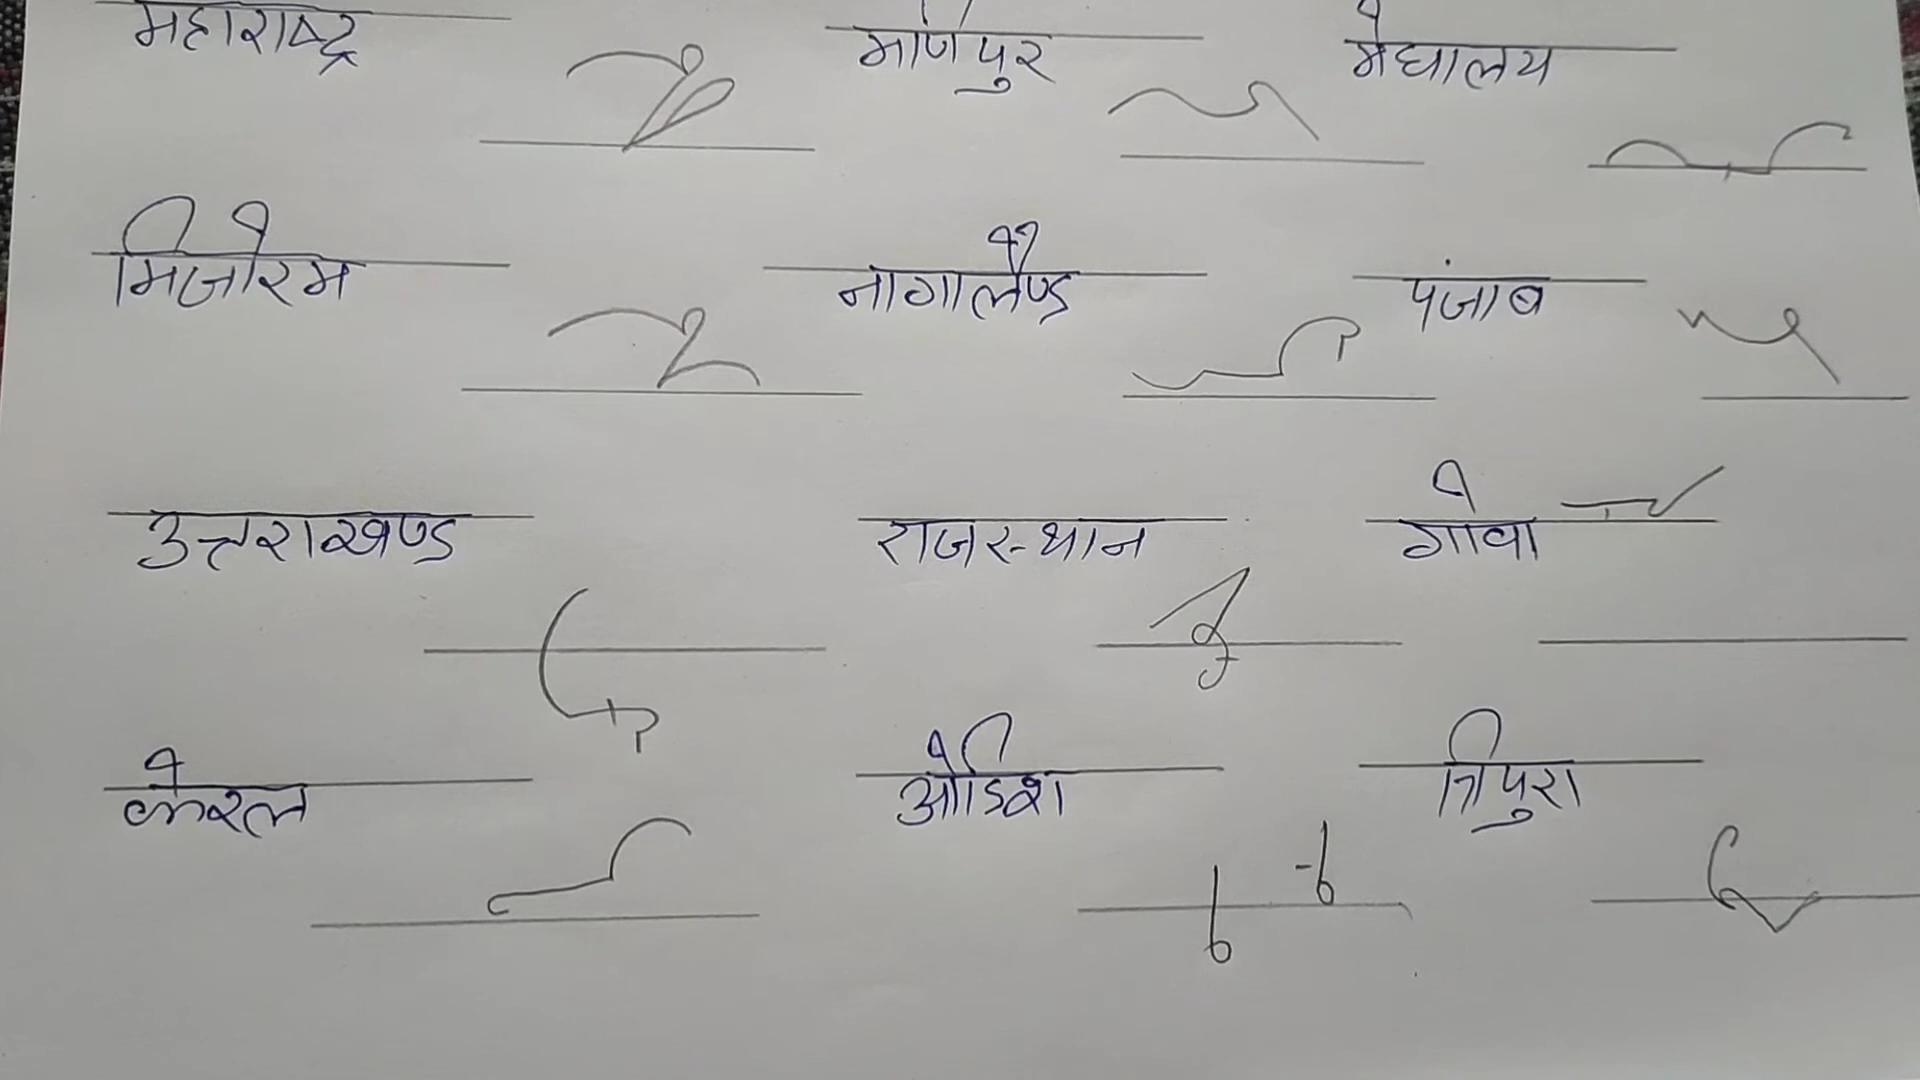 महाराष्ट्र मणिपुर मेघालय
मिजोरम नागालैण्ड पंजाब
उत्तराखण्ड राजस्थान गोवा
केरल ओडिशा त्रिपुरा